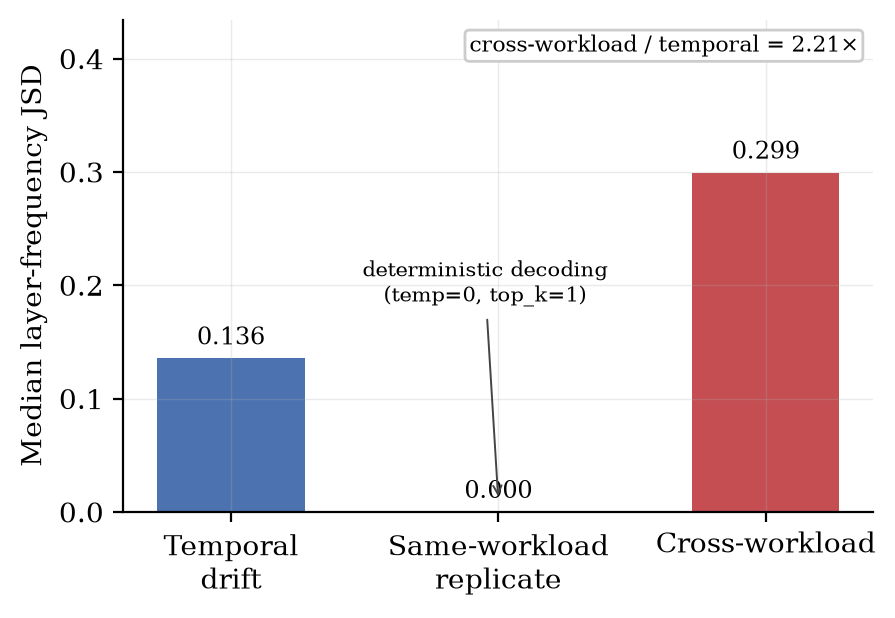 cross-workload / temporal = 2.21×
Median layer-frequency JSD
0.4
0.3
0.2
0.1
0.0
0.136
deterministic decoding
(temp=0, top_k=1)
0.000
0.299
Temporal
drift
Same-workload
replicate
Cross-workload